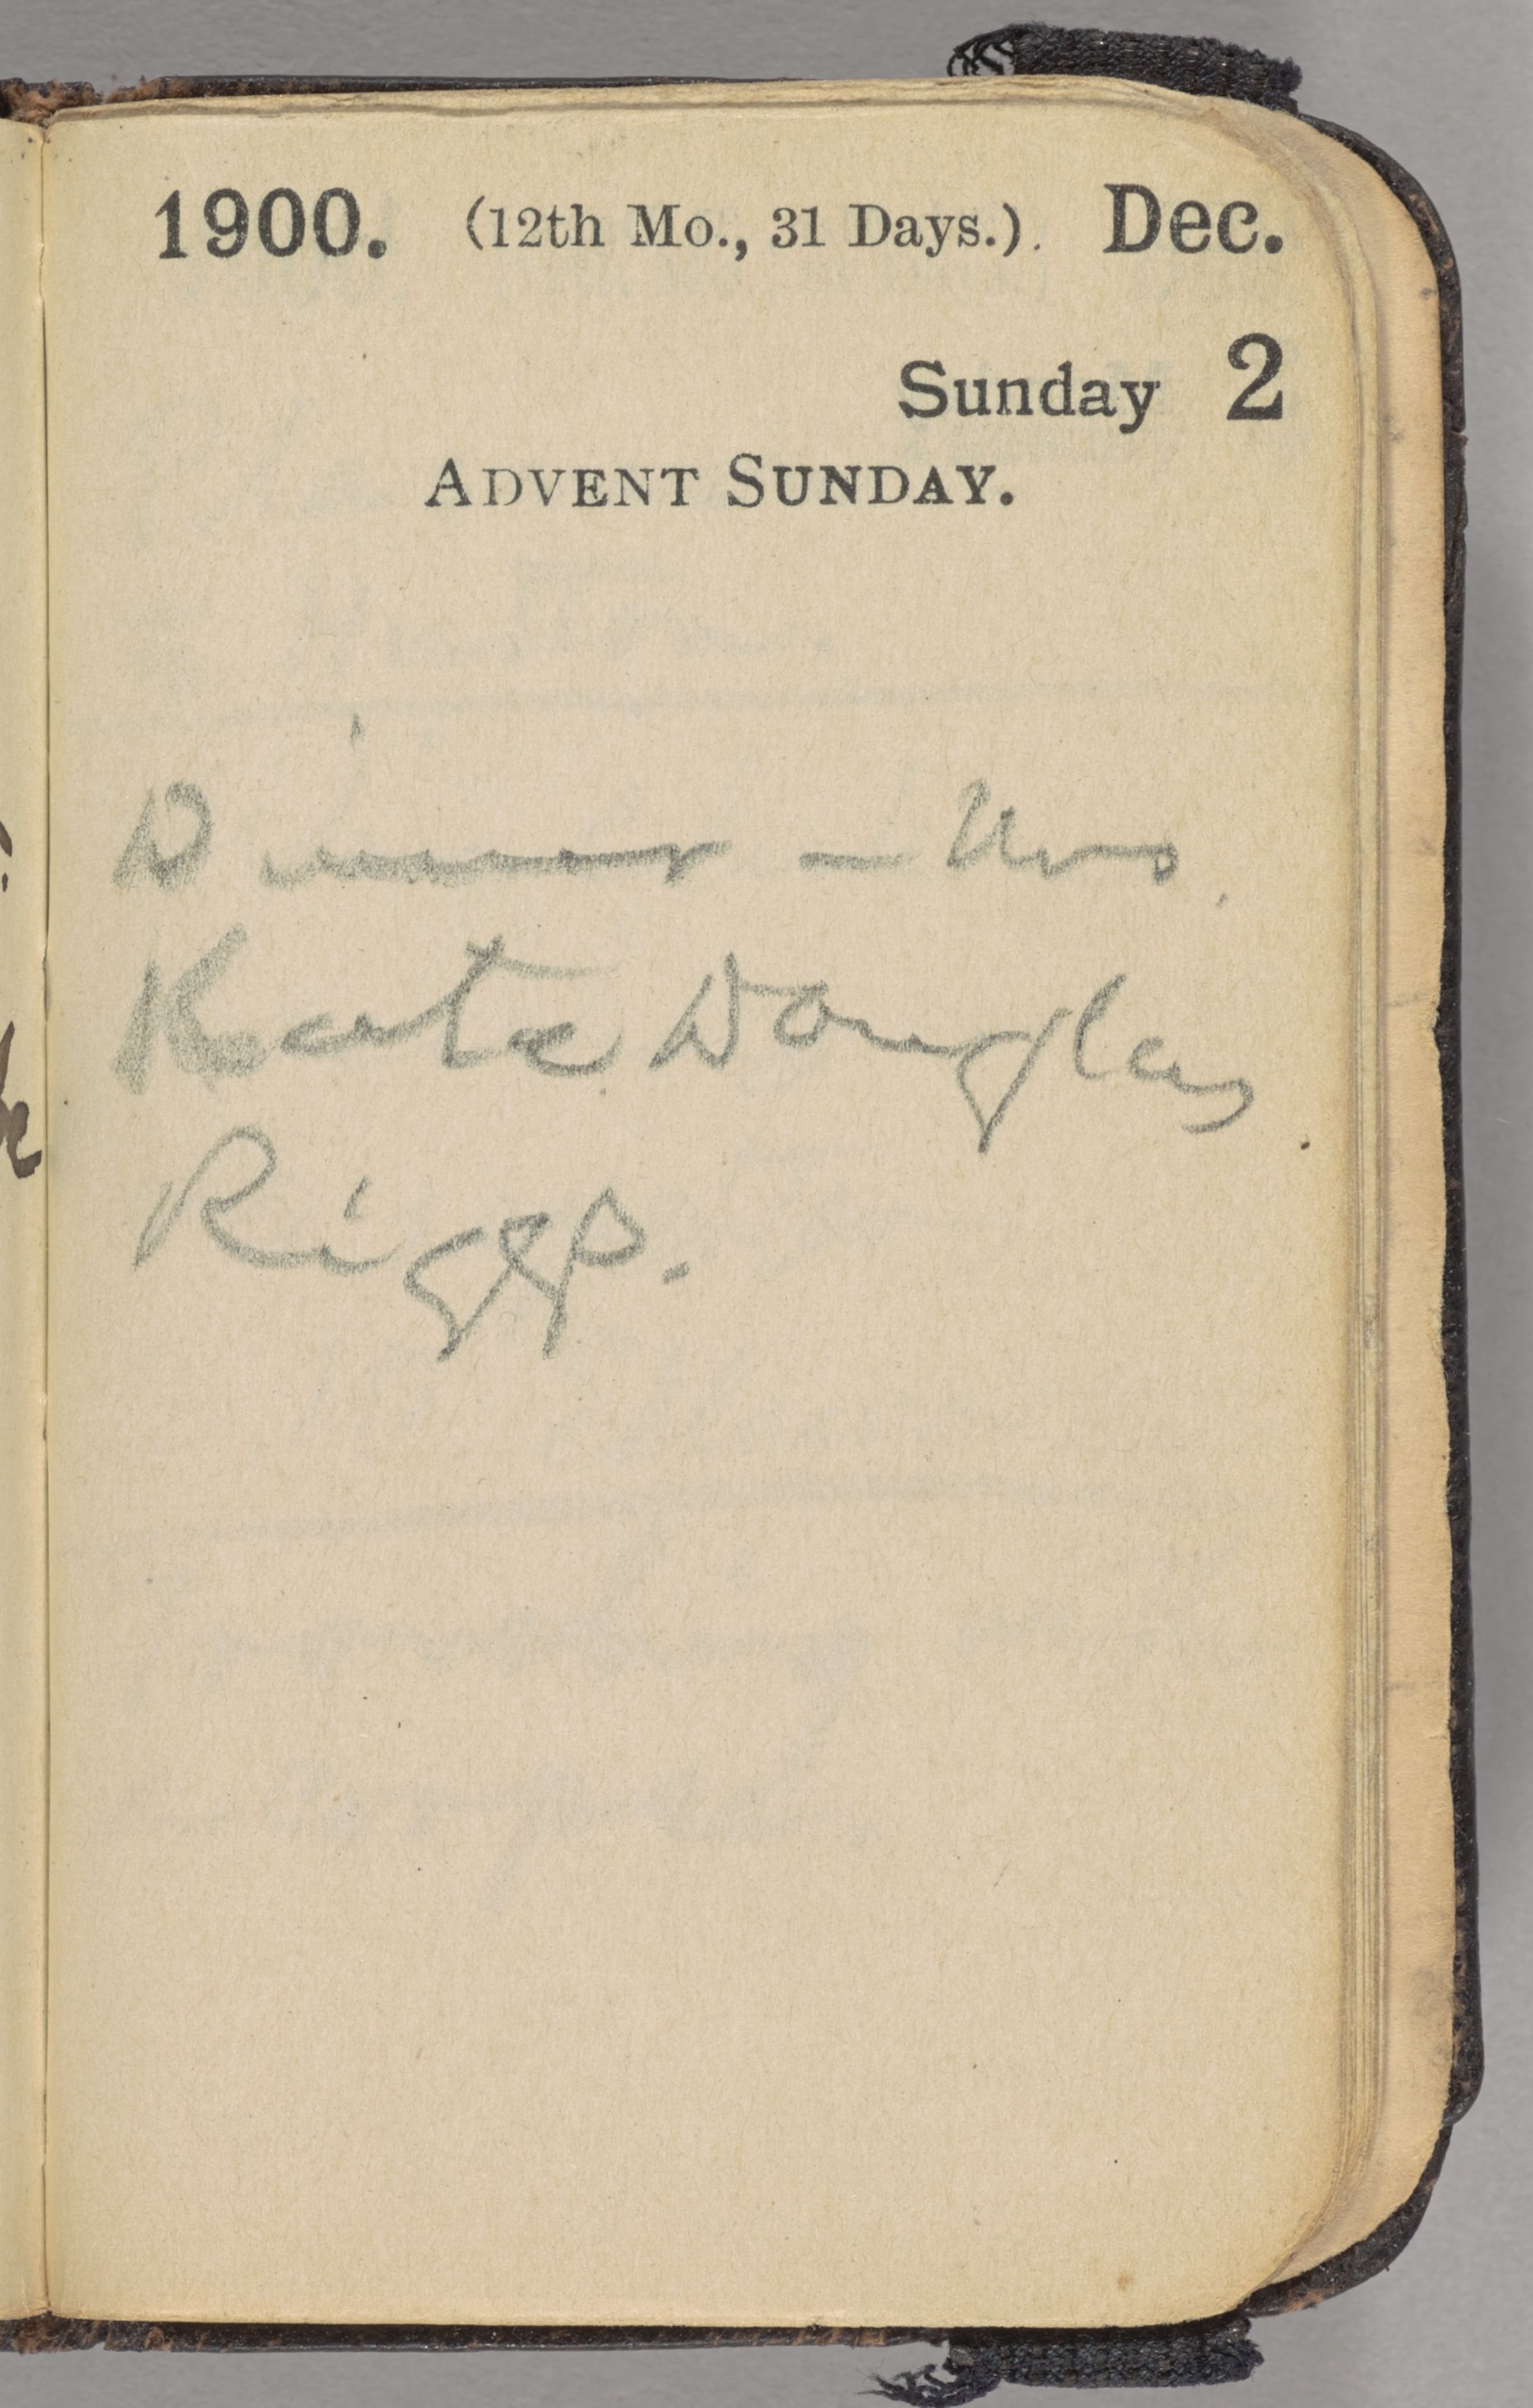 1900. (12th Mo., 31 Days.). Dec.
Sunday 2
ADVENT SUNDAY.
Dinner — Mrs.
Kate Douglas
Riggs.